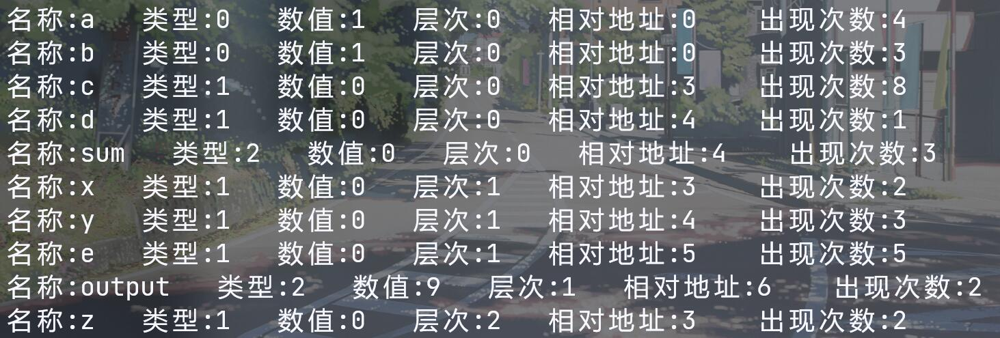 名称:a 类型:0 数值:1 层次:0 相对地址:0 出现次数:4
名称:b 类型:0 数值:1 层次:0 相对地址:0 出现次数:3
名称:c 类型:1 数值:0 层次:0 相对地址:3 出现次数:8
名称:d 类型:1 数值:0 层次:0 相对地址:4 出现次数:1
名称:sum 类型:2 数值:0 层次:0 相对地址:4 出现次数:3
名称:x 类型:1 数值:0 层次:1 相对地址:3 出现次数:2
名称:y 类型:1 数值:0 层次:1 相对地址:4 出现次数:3
名称:e 类型:1 数值:0 层次:1 相对地址:5 出现次数:5
名称:output 类型:2 数值:9 层次:1 相对地址:6 出现次数:2
名称:z 类型:1 数值:0 层次:2 相对地址:3 出现次数:2